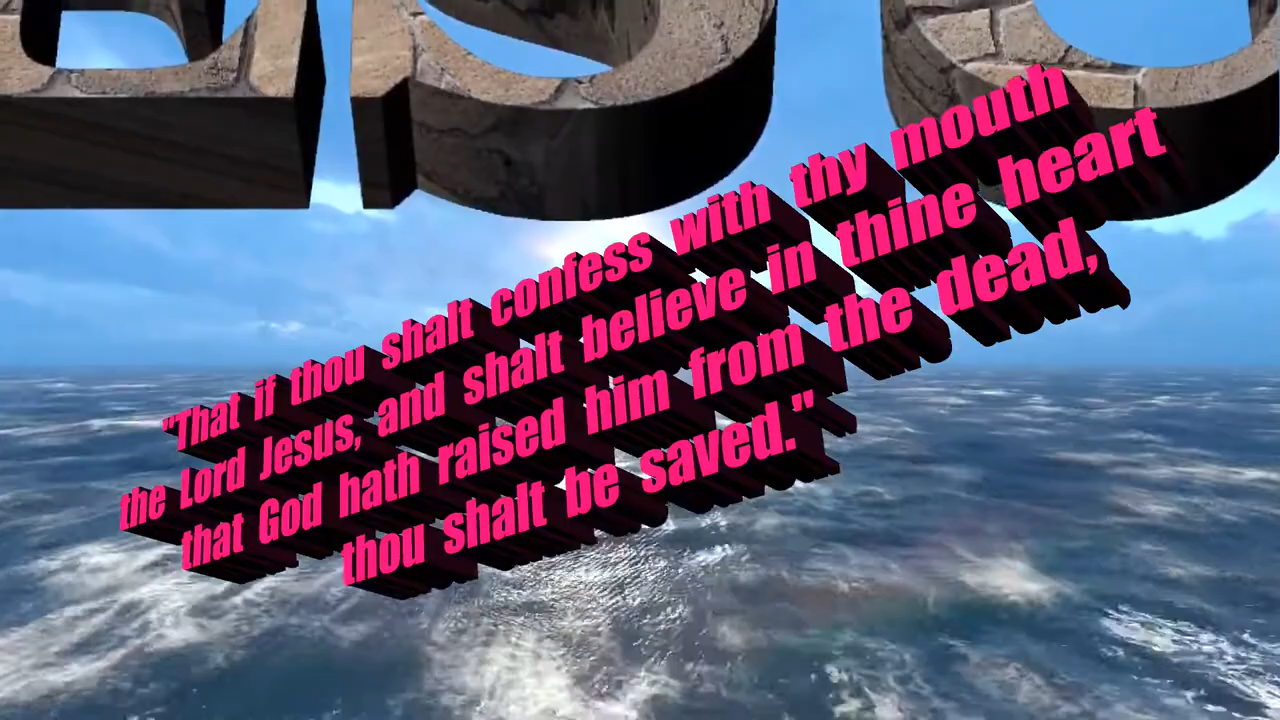 "That if thou shalt confess with thy mouth
the Lord Jesus, and shalt believe in thine heart
that God hath raised him from the dead,
thou shalt be saved."